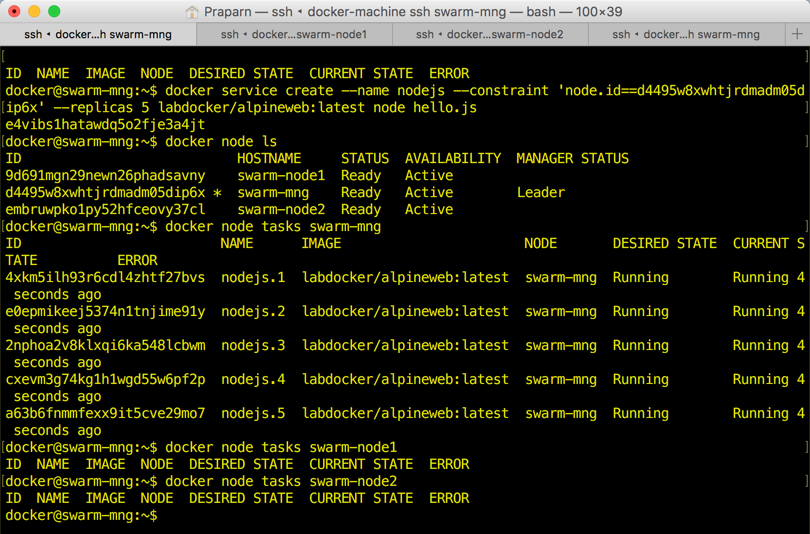 Praparn — ssh ◂ docker-machine ssh swarm-mng — bash — 100×39
ssh ◂ docker...h swarm-mng
ssh ◂ docker...swarm-node1
ssh ◂ docker...swarm-node2
ssh ◂ docker...h swarm-mng
+
[ ]
ID  NAME  IMAGE  NODE  DESIRED STATE  CURRENT STATE  ERROR
docker@swarm-mng:~$ docker service create --name nodejs --constraint 'node.id==d4495w8xwhtjrdmadm05d
[ip6x' --replicas 5 labdocker/alpineweb:latest node hello.js ]
e4vibs1hatawdq5o2fje3a4jt
[docker@swarm-mng:~$ docker node ls ]
ID                           HOSTNAME     STATUS  AVAILABILITY  MANAGER STATUS
9d691mgn29newn26phadsavny    swarm-node1  Ready   Active
d4495w8xwhtjrdmadm05dip6x *  swarm-mng    Ready   Active        Leader
embruwpko1py52hfceovy37cl    swarm-node2  Ready   Active
[docker@swarm-mng:~$ docker node tasks swarm-mng ]
ID                         NAME      IMAGE                       NODE       DESIRED STATE  CURRENT S
TATE          ERROR
4xkm5ilh93r6cdl4zhtf27bvs  nodejs.1  labdocker/alpineweb:latest  swarm-mng  Running        Running 4
 seconds ago
e0epmikeej5374n1tnjime91y  nodejs.2  labdocker/alpineweb:latest  swarm-mng  Running        Running 4
 seconds ago
2nphoa2v8klxqi6ka548lcbwm  nodejs.3  labdocker/alpineweb:latest  swarm-mng  Running        Running 4
 seconds ago
cxevm3g74kg1h1wgd55w6pf2p  nodejs.4  labdocker/alpineweb:latest  swarm-mng  Running        Running 4
 seconds ago
a63b6fnmmfexx9it5cve29mo7  nodejs.5  labdocker/alpineweb:latest  swarm-mng  Running        Running 4
 seconds ago
[docker@swarm-mng:~$ docker node tasks swarm-node1 ]
ID  NAME  IMAGE  NODE  DESIRED STATE  CURRENT STATE  ERROR
[docker@swarm-mng:~$ docker node tasks swarm-node2 ]
ID  NAME  IMAGE  NODE  DESIRED STATE  CURRENT STATE  ERROR
docker@swarm-mng:~$